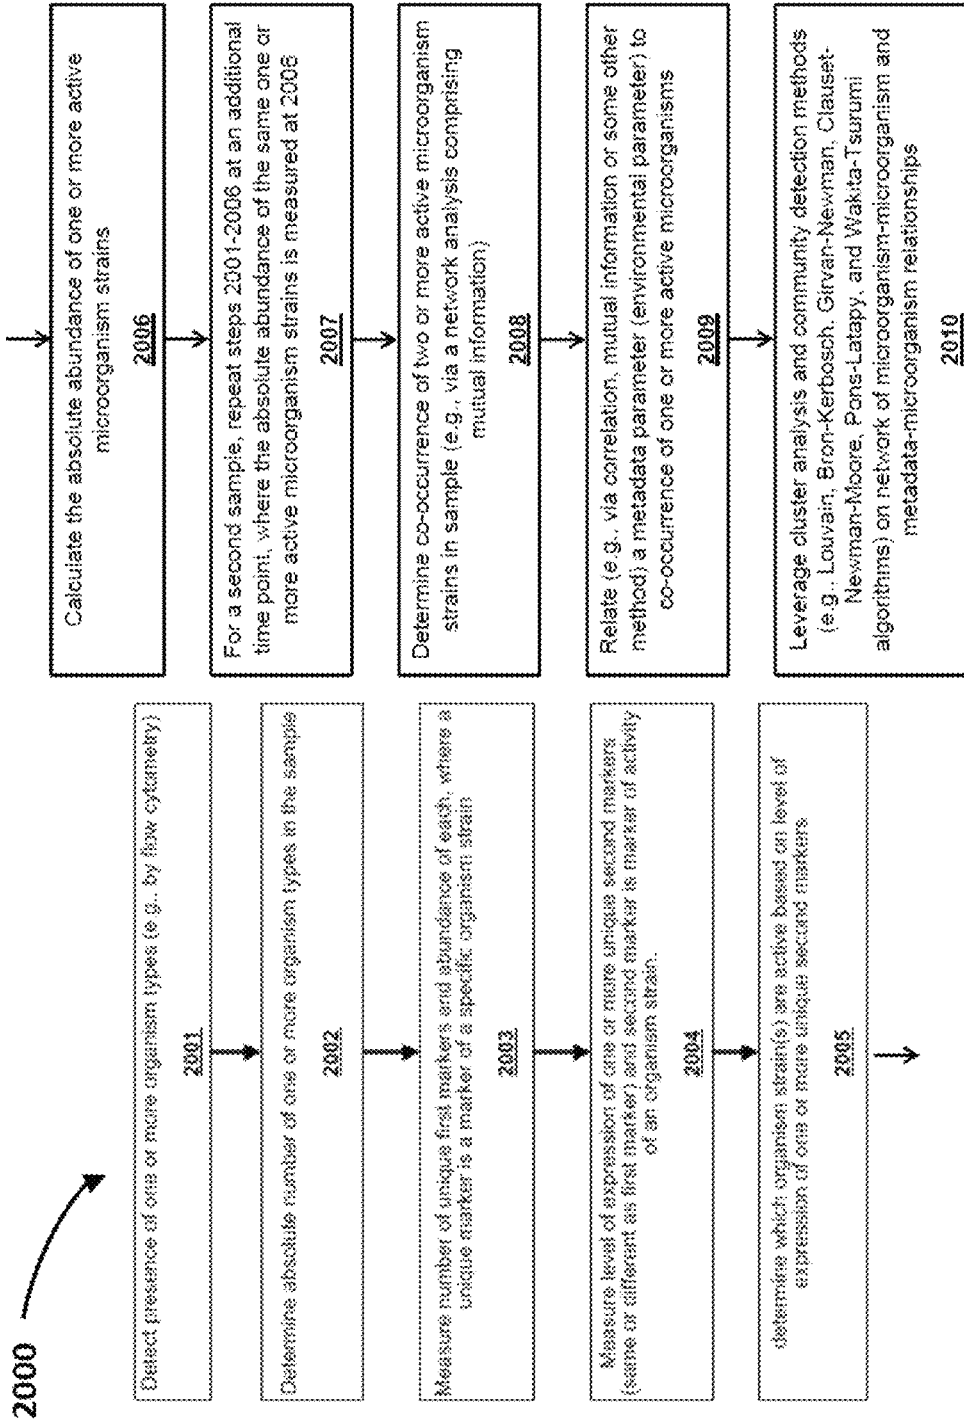 2000
Detect presence of one or more organism types (e.g., by flow cytometry)
2001
Determine absolute number of one or more organism types in the sample
2002
Measure number of unique first markers and abundance of each, where a
unique marker is a marker of a specific organism strain
2003
Measure level of expression of one or more unique second markers
(same or different as first marker) and second marker is marker of activity
of an organism strain.
2004
determine which organism strain(s) are active based on level of
expression of one or more unique second markers
2005
Calculate the absolute abundance of one or more active
microorganism strains
2006
For a second sample, repeat steps 2001-2006 at an additional
time point, where the absolute abundance of the same one or
more active microorganism strains is measured at 2006
2007
Determine co-occurrence of two or more active microorganism
strains in sample (e.g., via a network analysis comprising
mutual information)
2008
Relate (e.g., via correlation, mutual information or some other
method) a metadata parameter (environmental parameter) to
co-occurrence of one or more active microorganisms
2009
Leverage cluster analysis and community detection methods
(e.g., Louvain, Bron-Kerbosch, Girvan-Newman, Clauset-
Newman-Moore, Pons-Latapy, and Wakita-Tsurumi
algorithms) on network of microorganism-microorganism and
metadata-microorganism relationships
2010